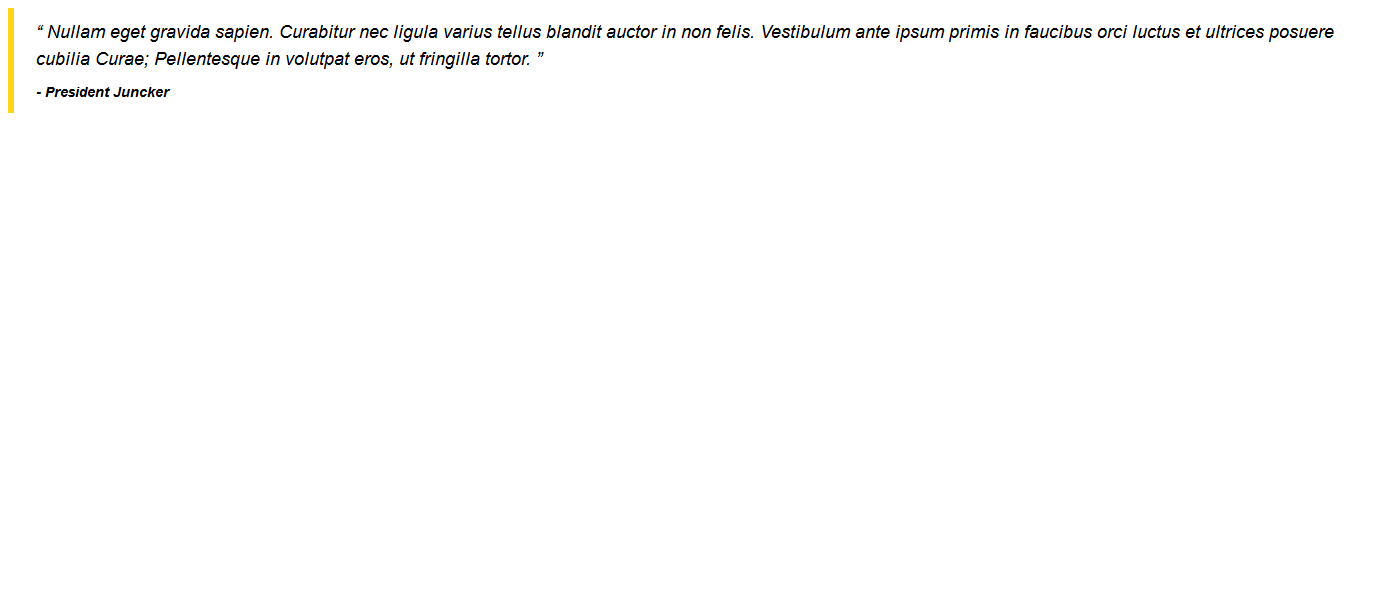 “ Nullam eget gravida sapien. Curabitur nec ligula varius tellus blandit auctor in non felis. Vestibulum ante ipsum primis in faucibus orci luctus et ultrices posuere
cubilia Curae; Pellentesque in volutpat eros, ut fringilla tortor. ”
- President Juncker